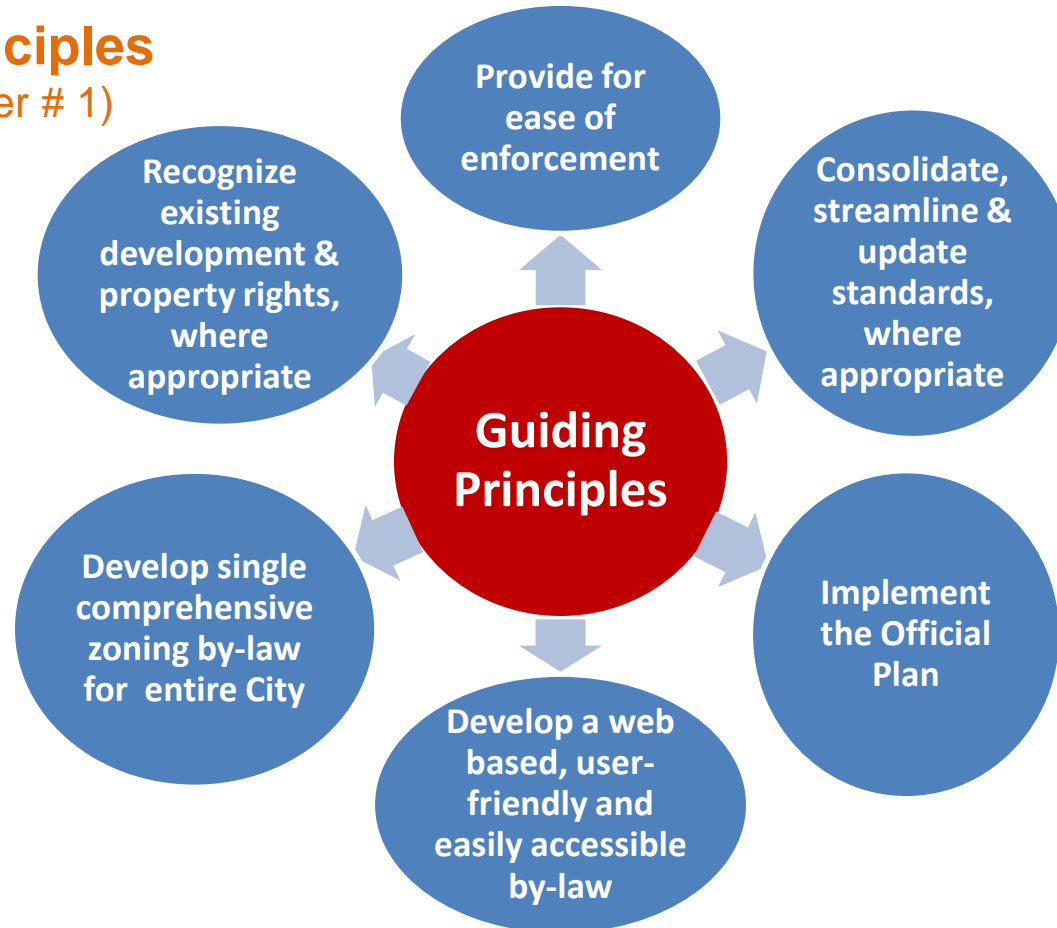 ciples
er # 1)
Provide for
ease of
enforcement
Consolidate,
streamline &
update
standards,
where
appropriate
Implement
the Official
Plan
Develop a web
based, user-
friendly and
easily accessible
by-law
Develop single
comprehensive
zoning by-law
for entire City
Recognize
existing
development &
property rights,
where
appropriate
Guiding
Principles